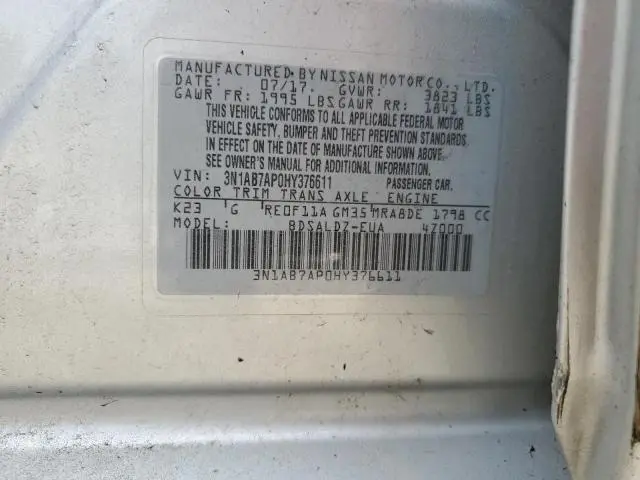 MANUFACTURED BY NISSAN MOTOR CO., LTD.
DATE: 07/17. GVWR: 3823 LBS
GAWR FR: 1995 LBS GAWR RR: 1841 LBS
THIS VEHICLE CONFORMS TO ALL APPLICABLE FEDERAL MOTOR
VEHICLE SAFETY, BUMPER AND THEFT PREVENTION STANDARDS
IN EFFECT ON THE DATE OF MANUFACTURE SHOWN ABOVE.
SEE OWNER'S MANUAL FOR ADDITIONAL INFORMATION.
VIN: 3N1AB7AP0HY376611 PASSENGER CAR.
COLOR TRIM TRANS AXLE ENGINE
K23 G RE0F11A GM35 MRA8DE 1798 CC
MODEL: BDSALDZ-EUA 4Z000
3N1AB7AP0HY376611